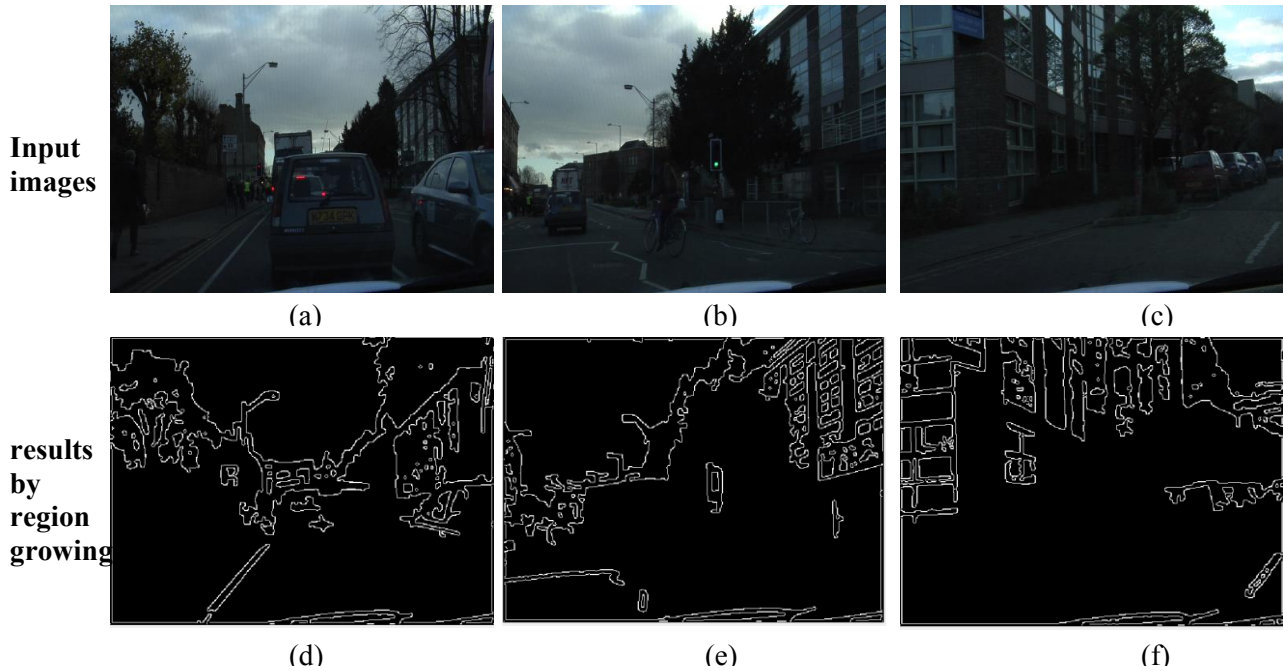 Input
images
(a)
(b)
(c)
results
by
region
growing
(d)
(e)
(f)